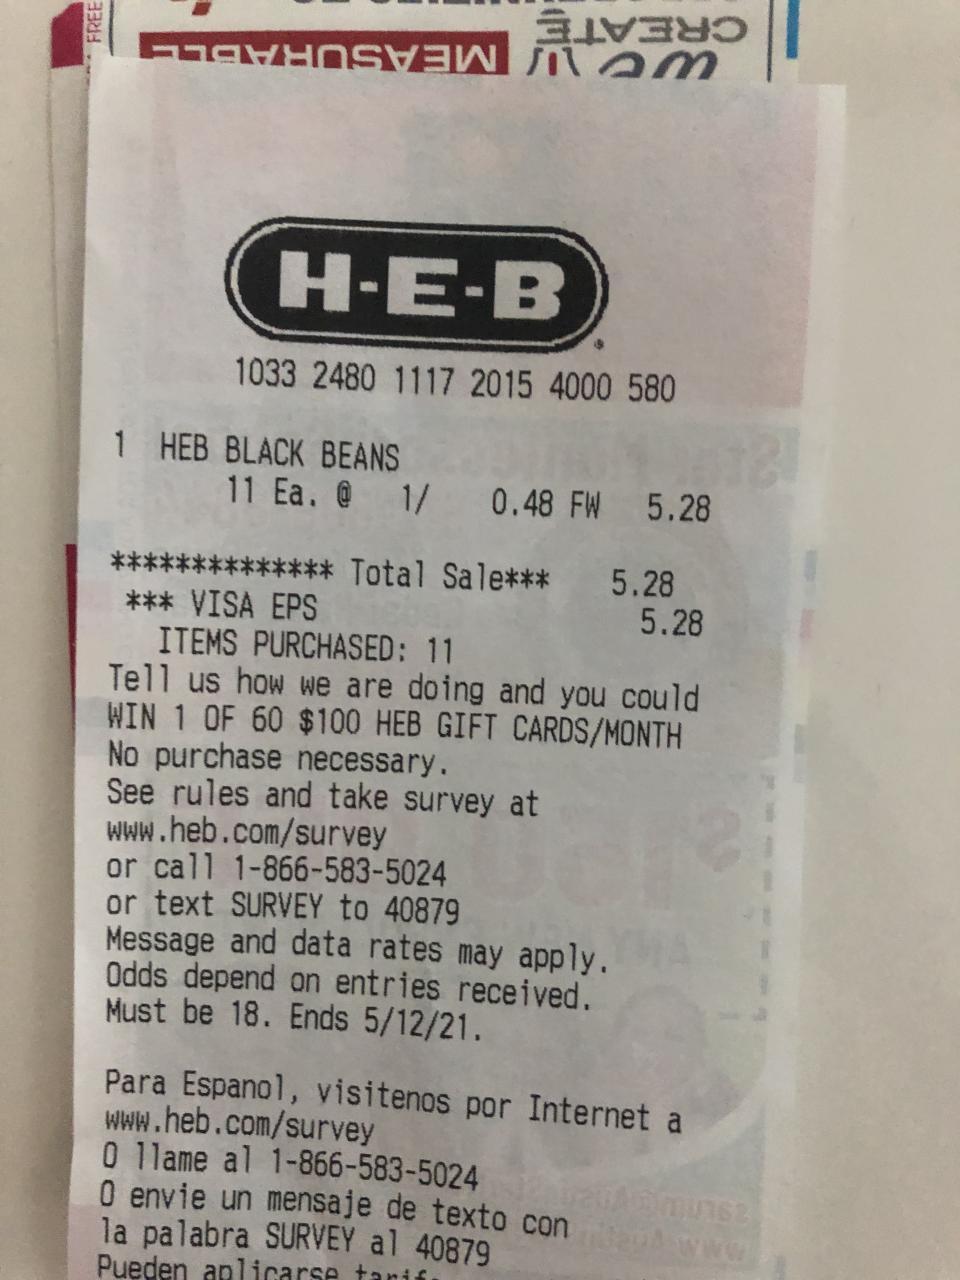 FREE
CREATE
we
MEASURABLE
H-E-B
1033 2480 1117 2015 4000 580
1 HEB BLACK BEANS
11 Ea. @ 1/ 0.48 FW 5.28
************** Total Sale*** 5.28
*** VISA EPS 5.28
ITEMS PURCHASED: 11
Tell us how we are doing and you could
WIN 1 OF 60 $100 HEB GIFT CARDS/MONTH
No purchase necessary.
See rules and take survey at
www.heb.com/survey
or call 1-866-583-5024
or text SURVEY to 40879
Message and data rates may apply.
Odds depend on entries received.
Must be 18. Ends 5/12/21.
Para Espanol, visitenos por Internet a
www.heb.com/survey
O llame al 1-866-583-5024
O envie un mensaje de texto con
la palabra SURVEY al 40879
Pueden aplicarse